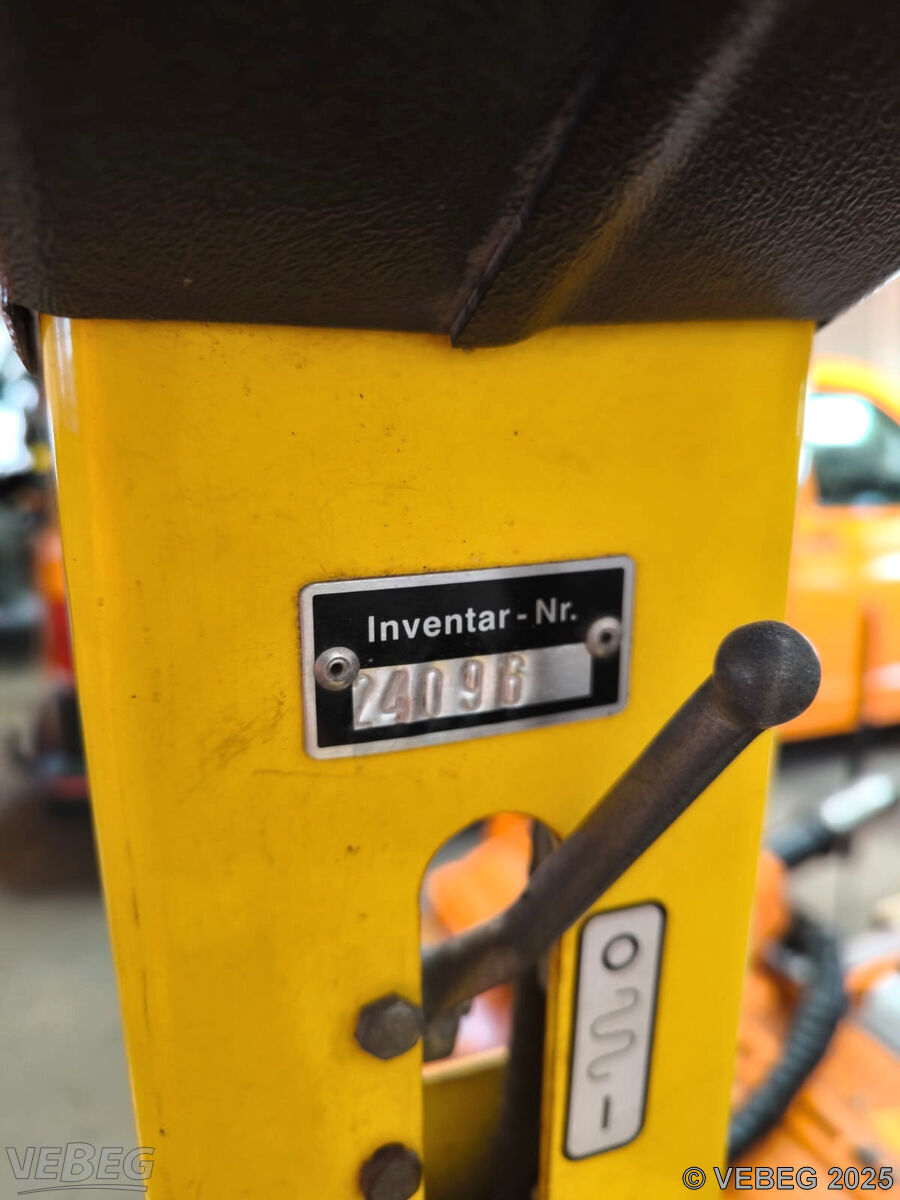 Inventar - Nr.
24096
O
I
VEBEG
© VEBEG 2025